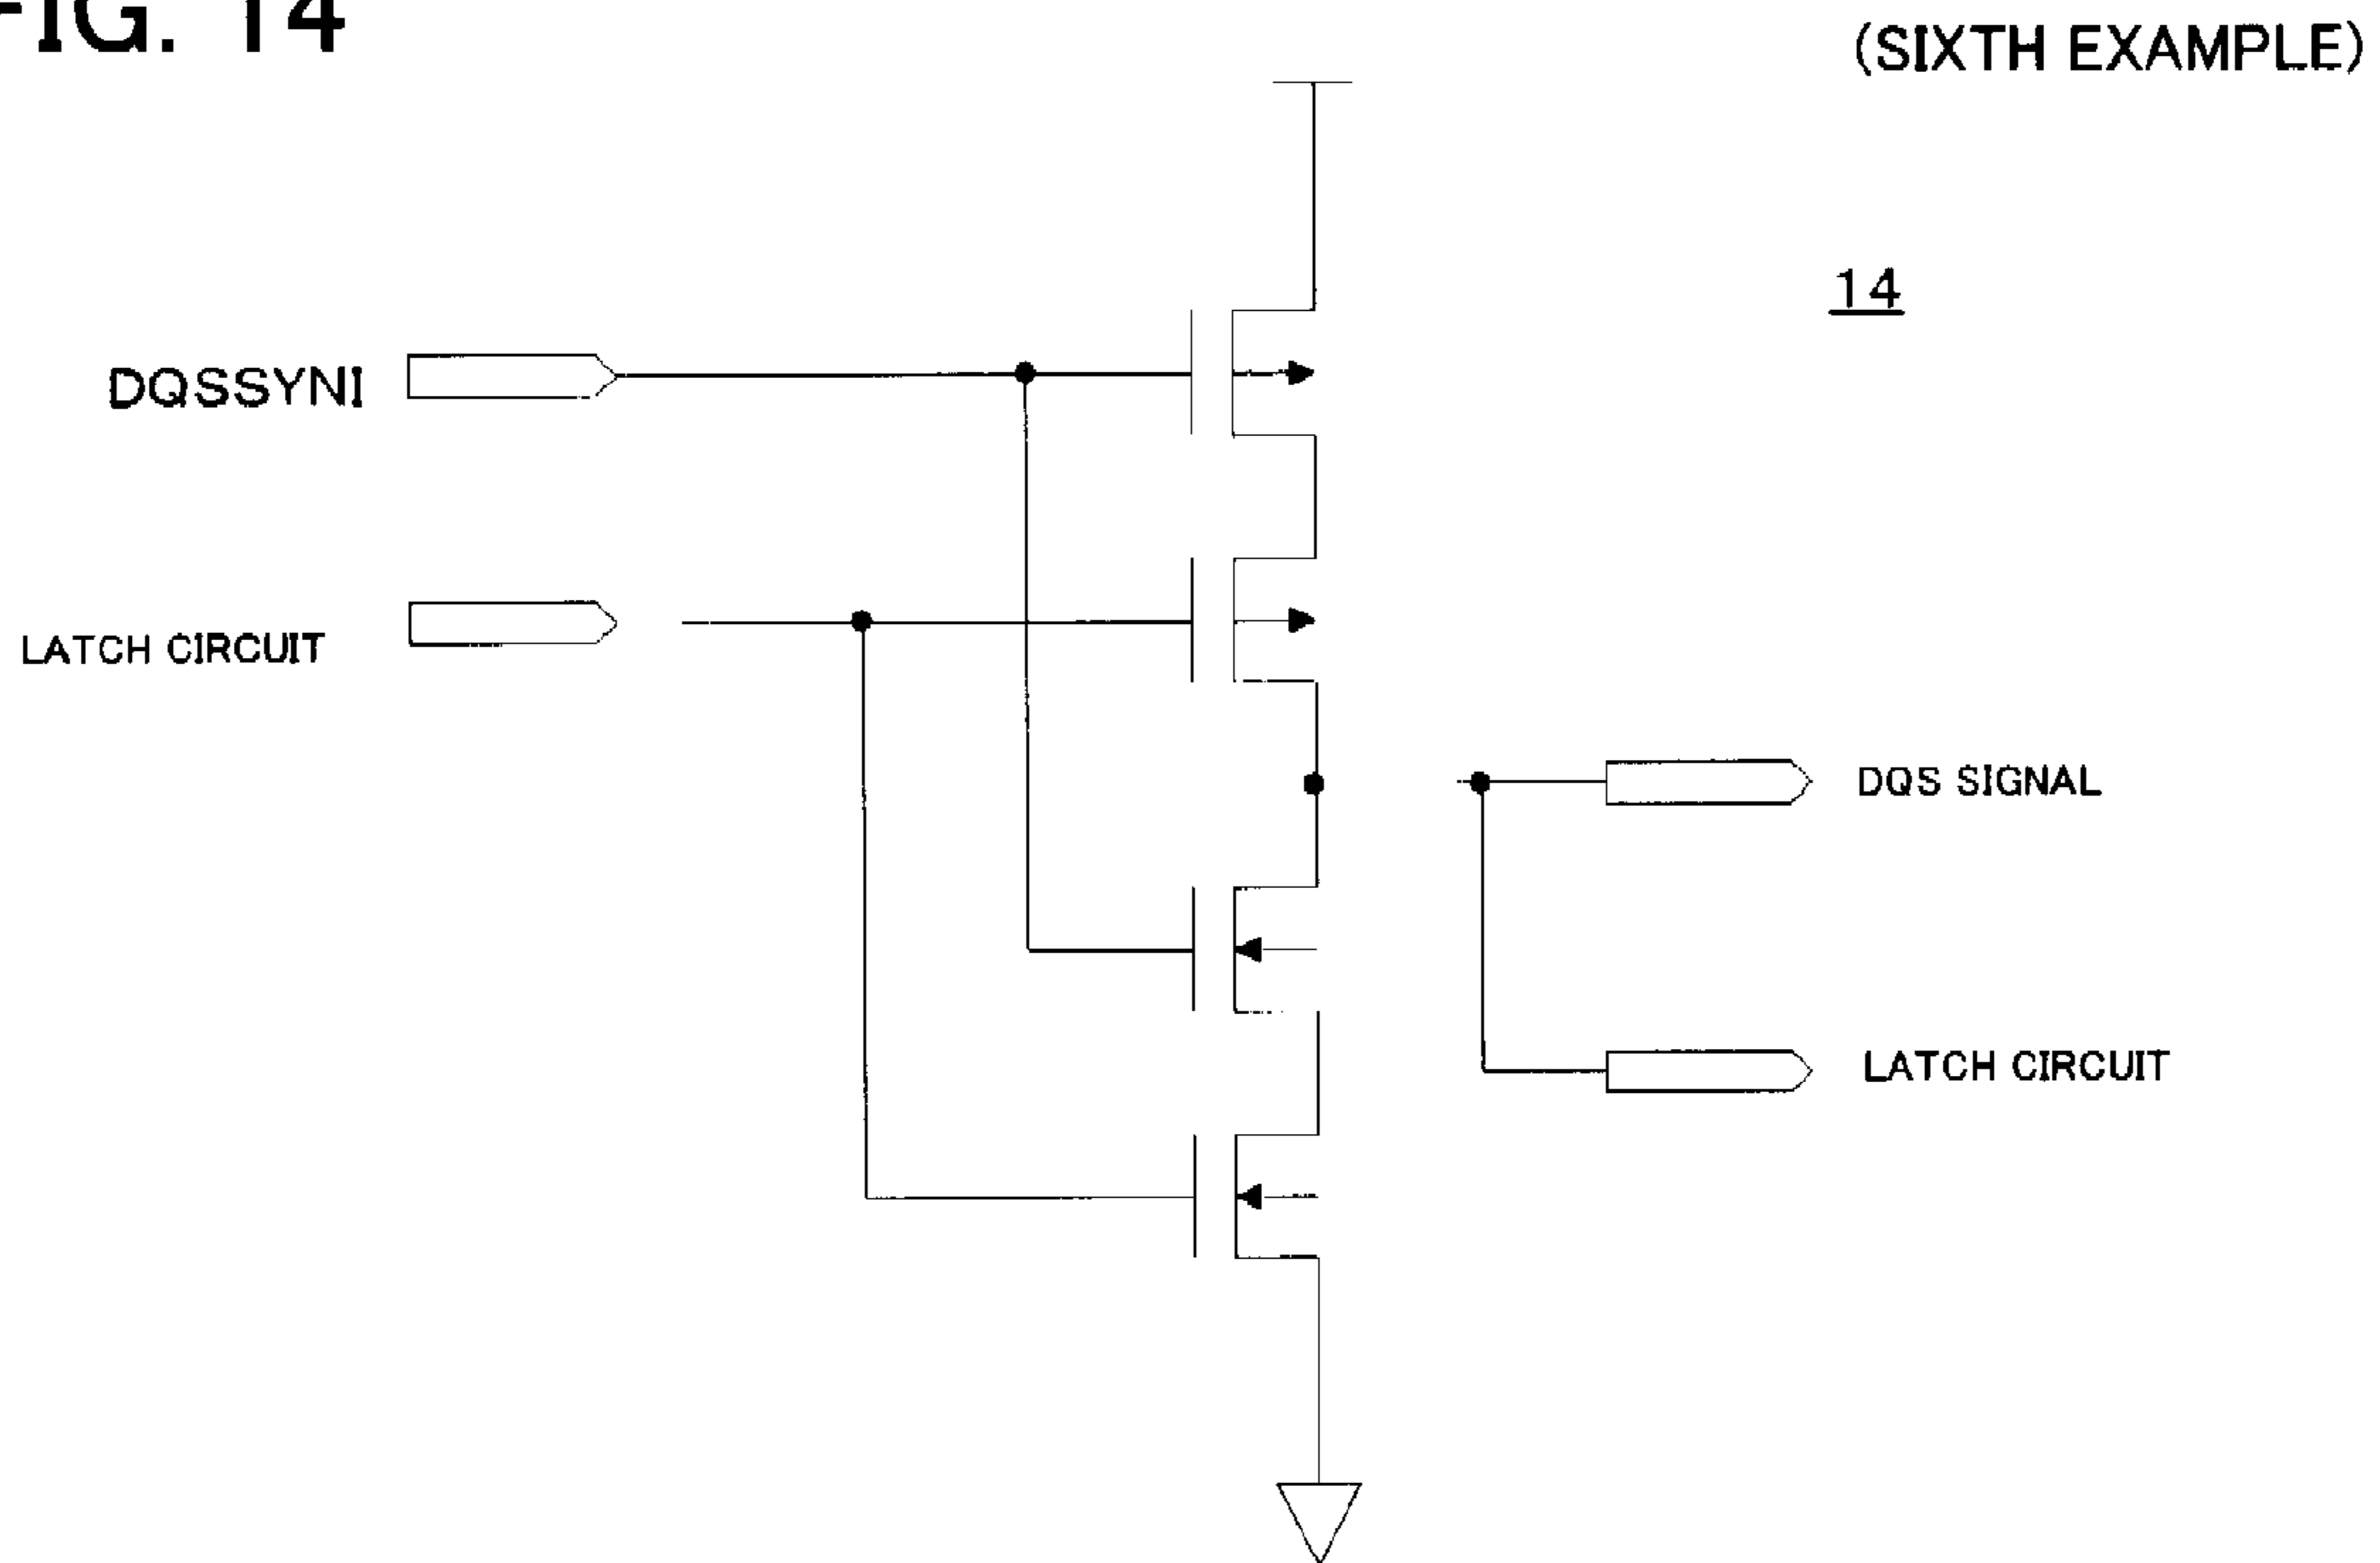 FIG. 14
(SIXTH EXAMPLE)
14
DQSSYNI
LATCH CIRCUIT
DQS SIGNAL
LATCH CIRCUIT